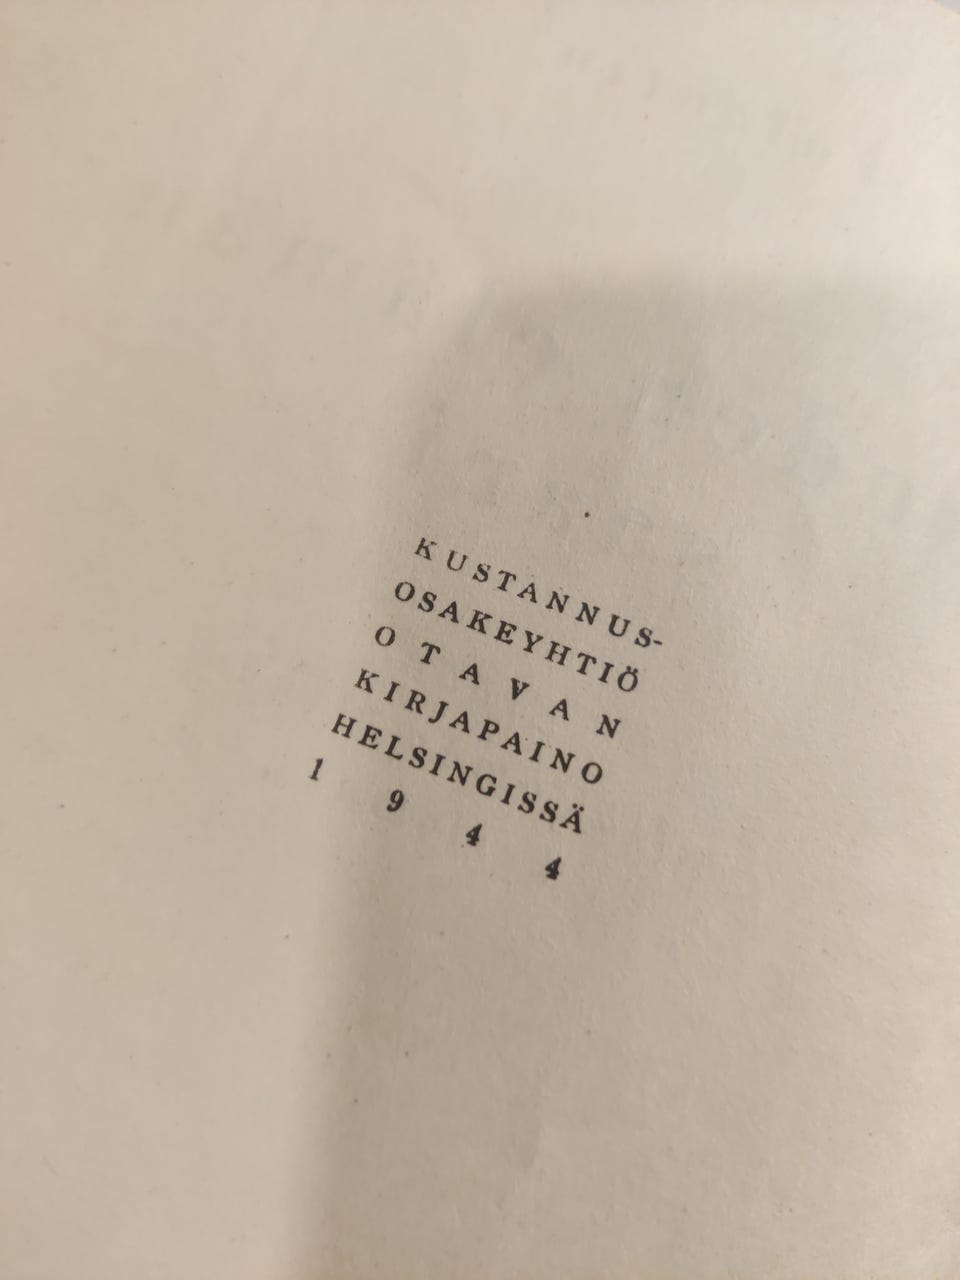 KUSTANNUS-
OSAKEYHTIÖ
OTAVAN
KIRJAPAINO
HELSINGISSÄ
1944